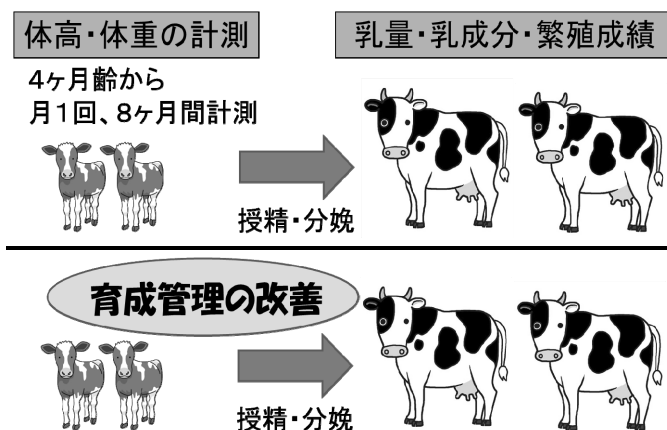 体高・体重の計測
乳量・乳成分・繁殖成績
4ヶ月齢から
月1回、8ヶ月間計測
授精・分娩
育成管理の改善
授精・分娩